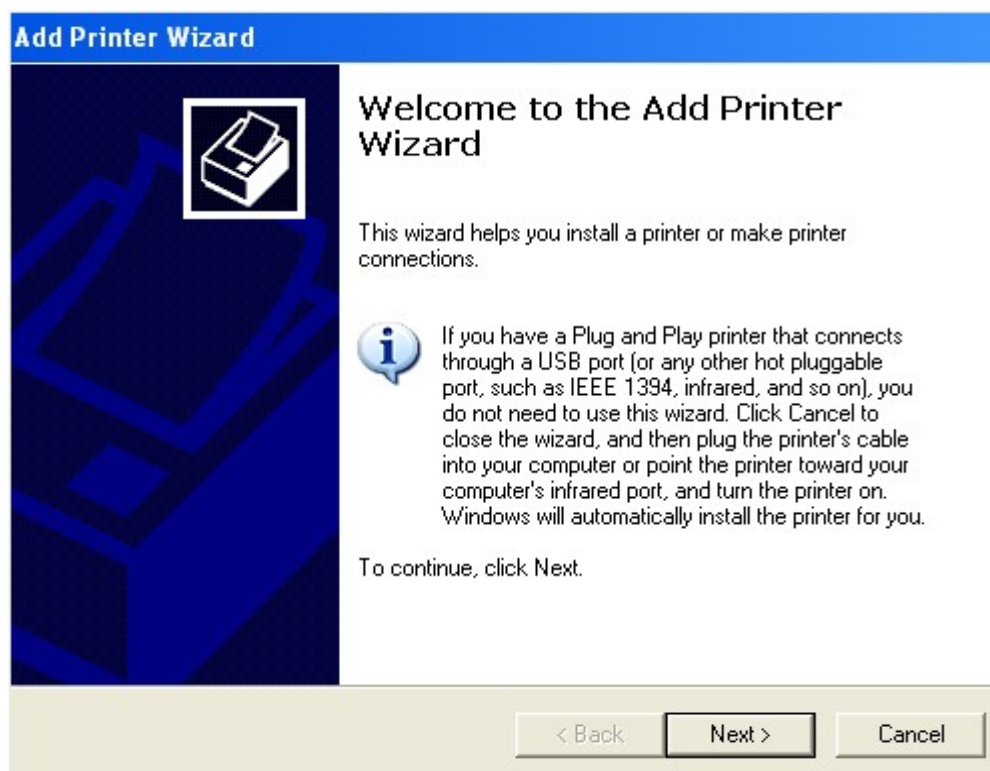 Add Printer Wizard
Welcome to the Add Printer
Wizard
This wizard helps you install a printer or make printer
connections.
If you have a Plug and Play printer that connects
through a USB port (or any other hot pluggable
port, such as IEEE 1394, infrared, and so on), you
do not need to use this wizard. Click Cancel to
close the wizard, and then plug the printer's cable
into your computer or point the printer toward your
computer's infrared port, and turn the printer on.
Windows will automatically install the printer for you.
To continue, click Next.
< Back Next > Cancel